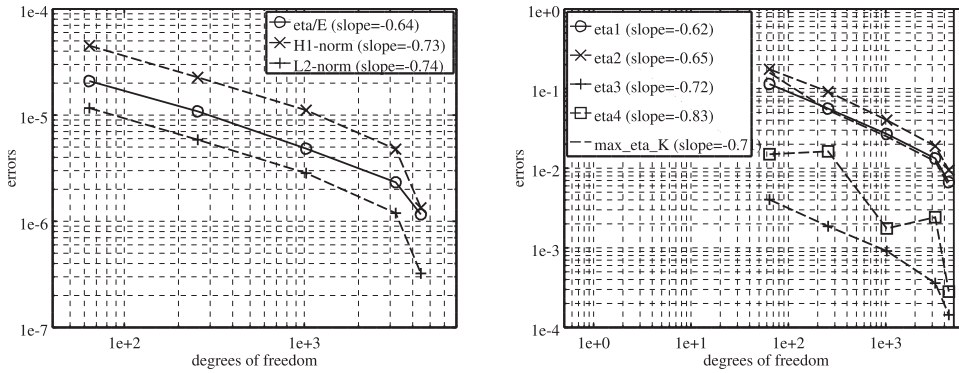 1e-4
1e-5
1e-6
1e-7
errors
eta/E (slope=-0.64)
H1-norm (slope=-0.73)
L2-norm (slope=-0.74)
1e+2
1e+3
degrees of freedom
1e+0
1e-1
1e-2
1e-3
1e-4
errors
eta1 (slope=-0.62)
eta2 (slope=-0.65)
eta3 (slope=-0.72)
eta4 (slope=-0.83)
max_eta_K (slope=-0.71)
1e+0
1e+1
1e+2
1e+3
degrees of freedom